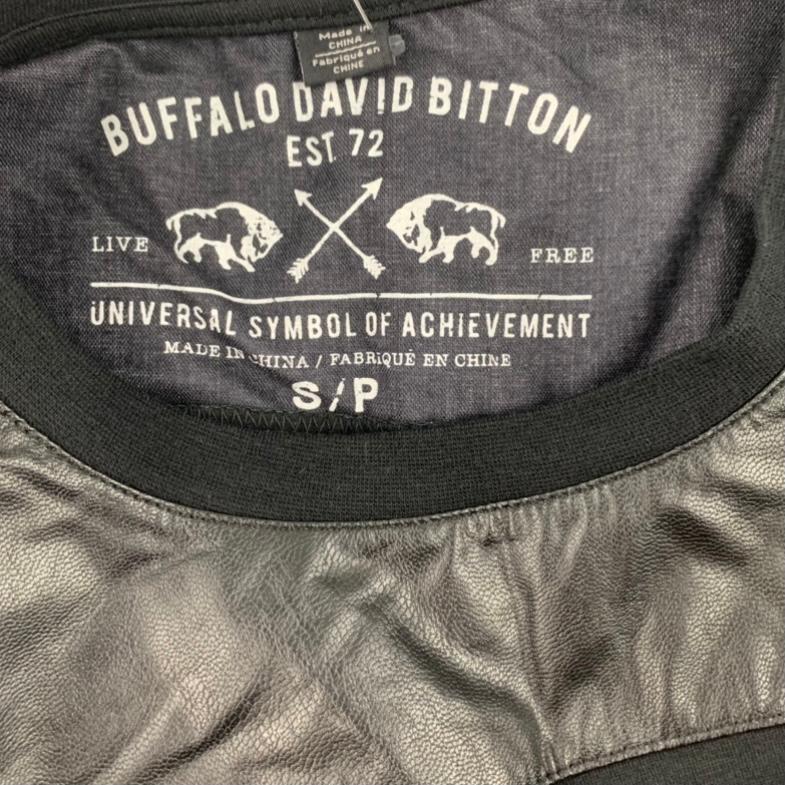 Made in
CHINA
Fabriqué en
CHINE
BUFFALO DAVID BITTON
EST. 72
LIVE FREE
UNIVERSAL SYMBOL OF ACHIEVEMENT
MADE IN CHINA / FABRIQUÉ EN CHINE
S/P